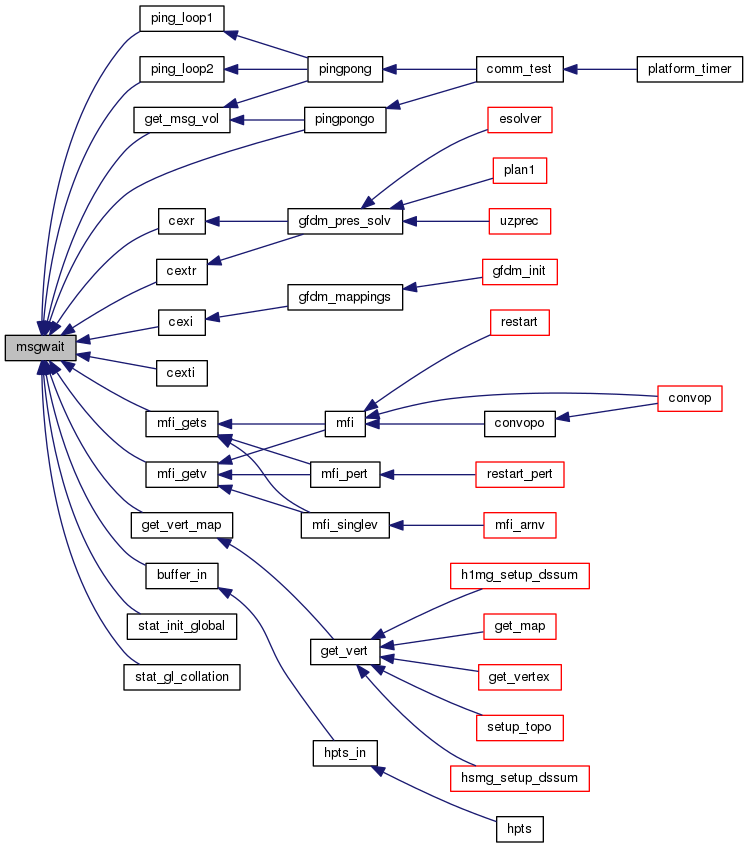 ping_loop1
ping_loop2
pingpong
comm_test
platform_timer
get_msg_vol
pingpongo
esolver
plan1
cexr
gfdm_pres_solv
uzprec
cextr
gfdm_init
gfdm_mappings
cexi
restart
msgwait
cexti
convop
mfi_gets
mfi
convopo
mfi_getv
mfi_pert
restart_pert
get_vert_map
mfi_singlev
mfi_arnv
buffer_in
h1mg_setup_dssum
stat_init_global
get_map
get_vert
stat_gl_collation
get_vertex
setup_topo
hpts_in
hsmg_setup_dssum
hpts